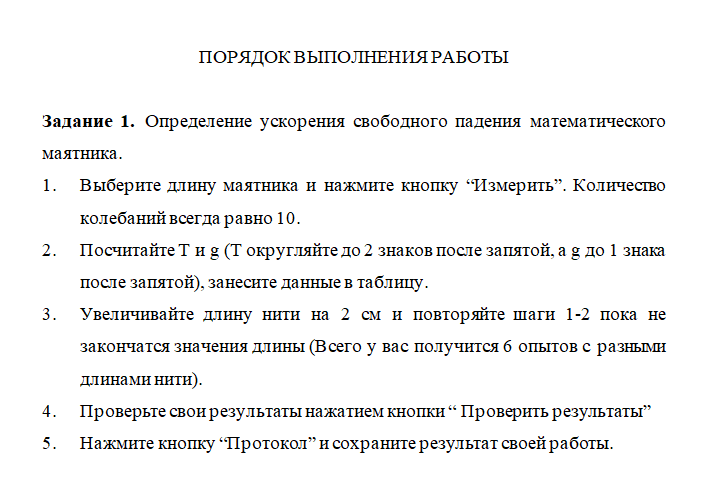 ПОРЯДОК ВЫПОЛНЕНИЯ РАБОТЫ
Задание 1. Определение ускорения свободного падения математического
маятника.
1. Выберите длину маятника и нажмите кнопку “Измерить”. Количество
колебаний всегда равно 10.
2. Посчитайте T и g (T округляйте до 2 знаков после запятой, а g до 1 знака
после запятой), занесите данные в таблицу.
3. Увеличивайте длину нити на 2 см и повторяйте шаги 1-2 пока не
закончатся значения длины (Всего у вас получится 6 опытов с разными
длинами нити).
4. Проверьте свои результаты нажатием кнопки “ Проверить результаты”
5. Нажмите кнопку “Протокол” и сохраните результат своей работы.